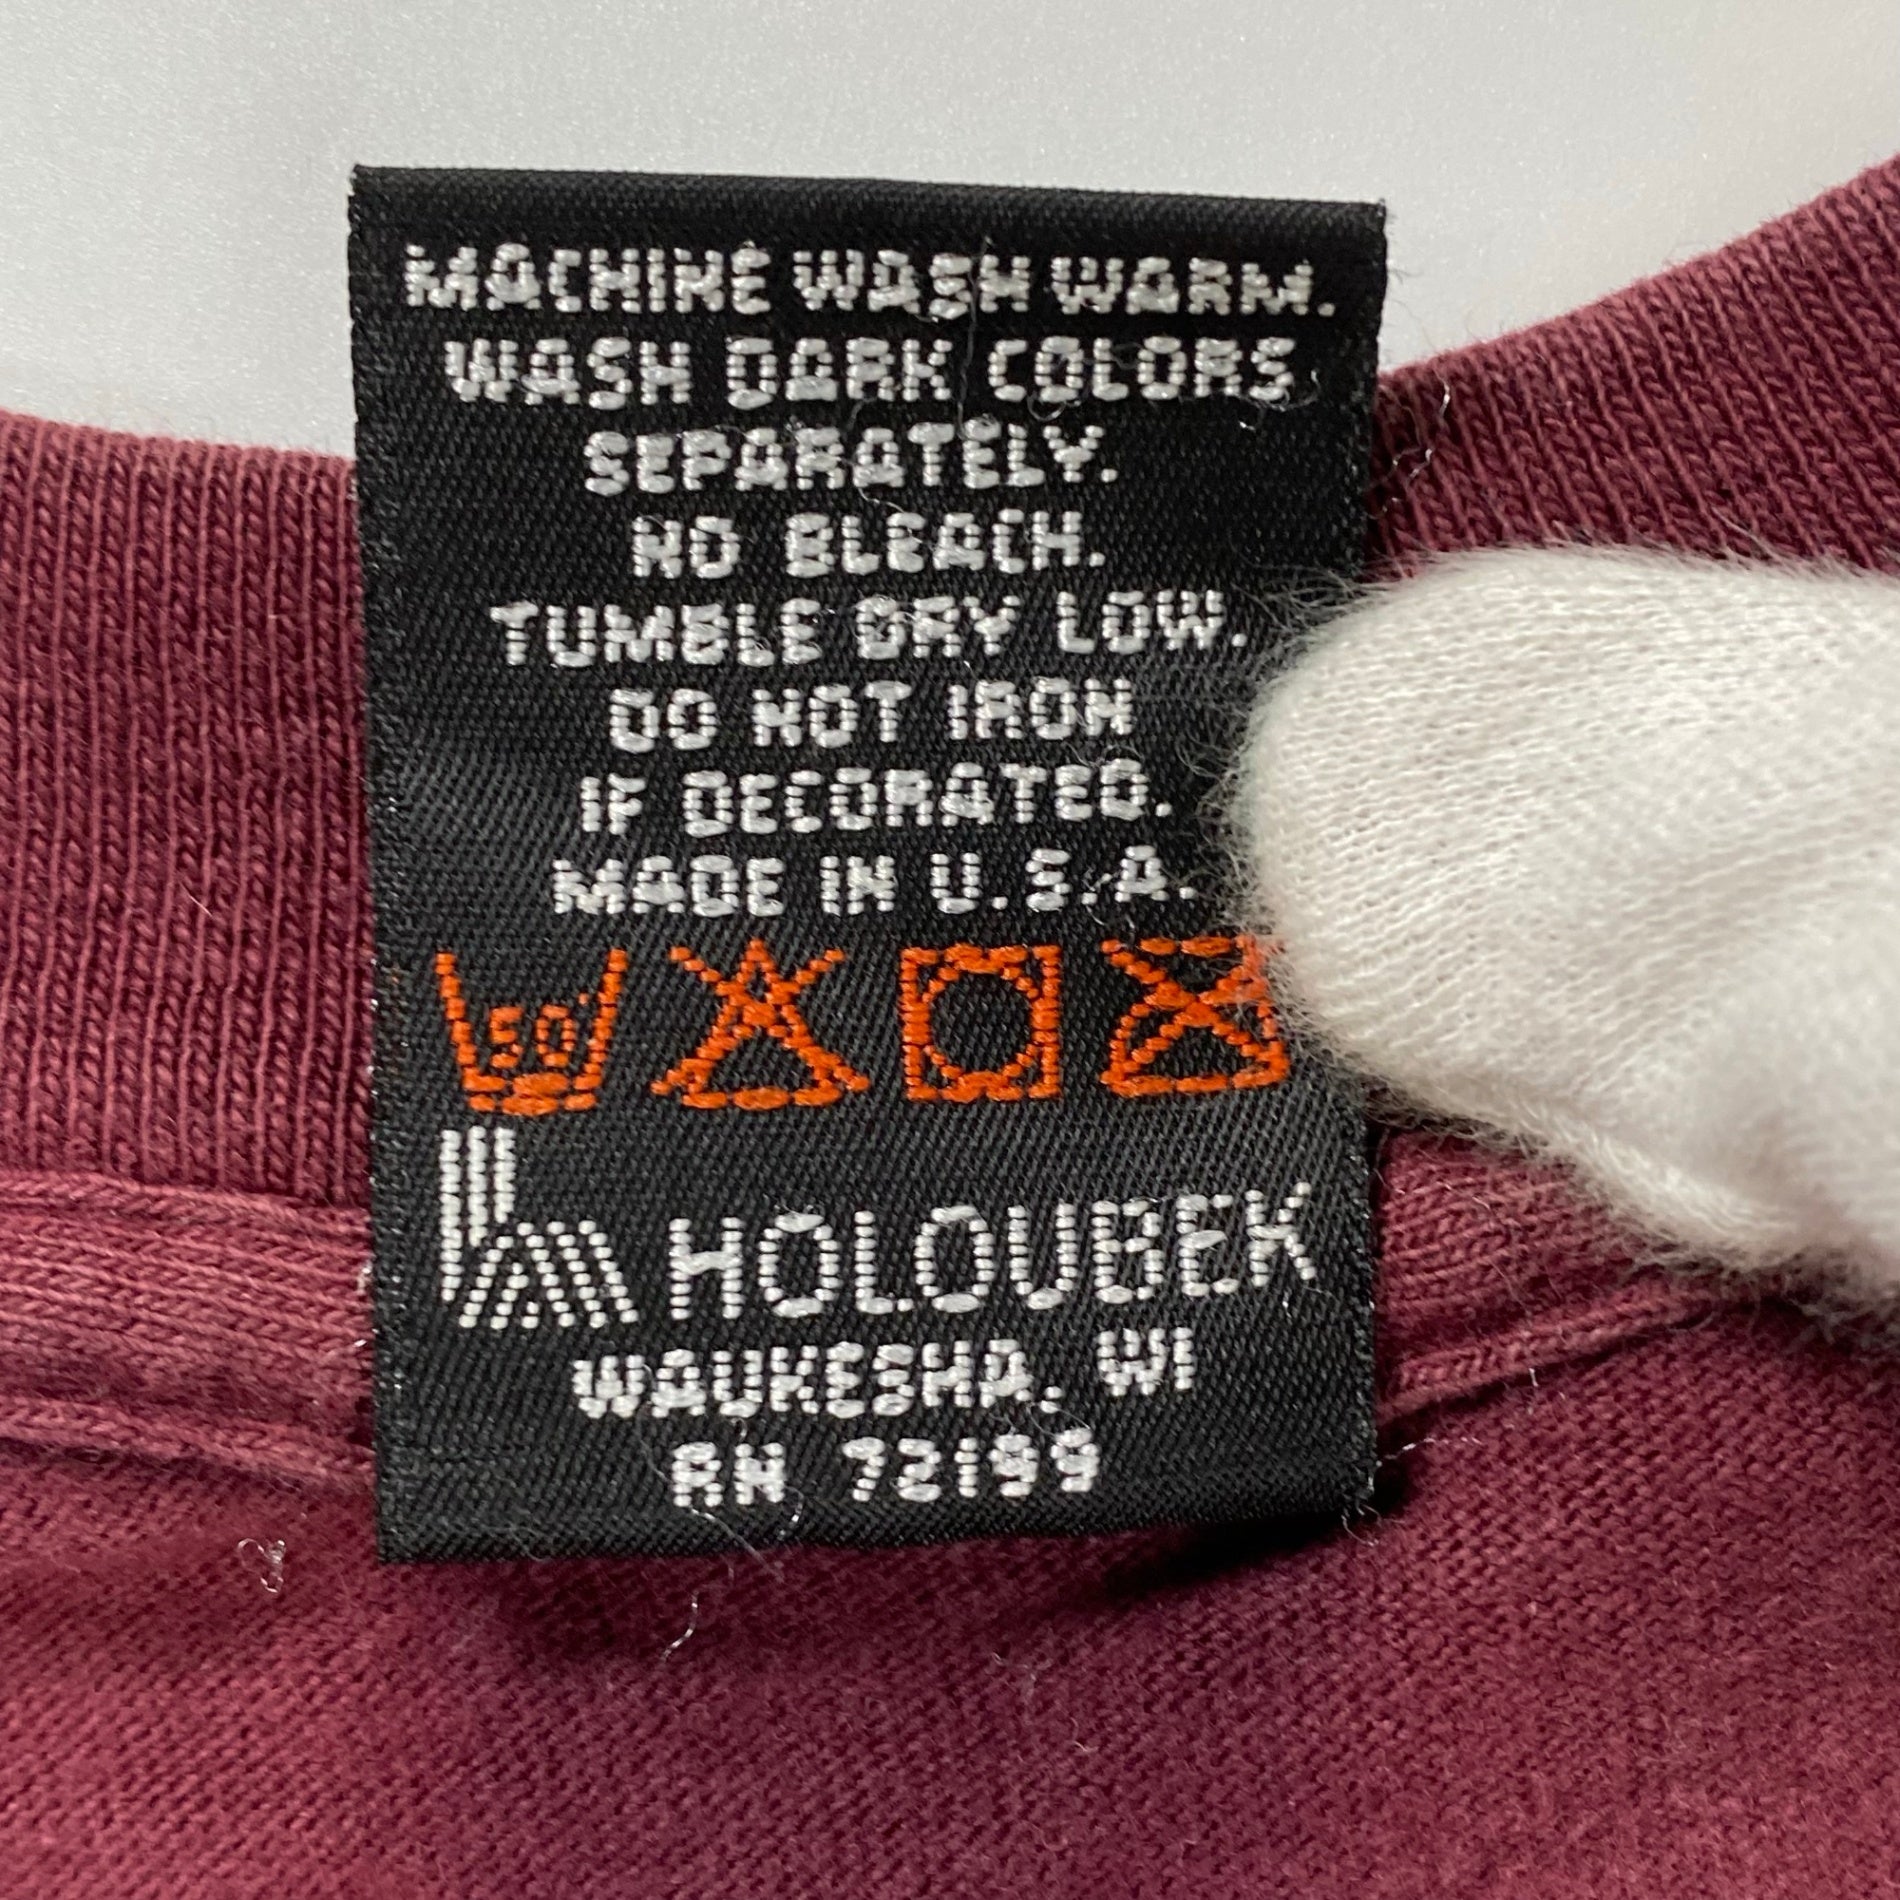 MACHINE WASH WARM.
WASH DARK COLORS
SEPARATELY.
NO BLEACH.
TUMBLE DRY LOW.
DO NOT IRON
IF DECORATED.
MADE IN U.S.A.
50°
HOLOUBEK
WAUKESHA, WI
RN 72199